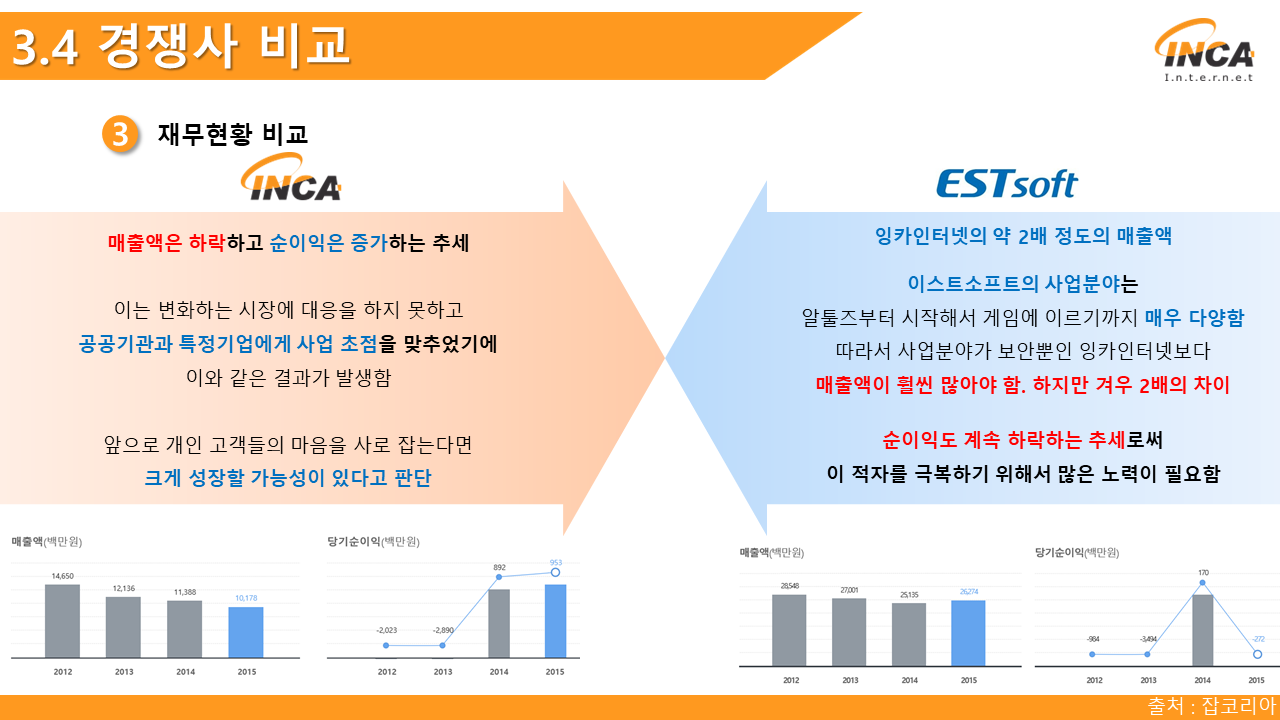 3.4 경쟁사 비교
INCA
I.n.t.e.r.n.e.t
3 재무현황 비교
INCA
매출액은 하락하고 순이익은 증가하는 추세
이는 변화하는 시장에 대응을 하지 못하고
공공기관과 특정기업에게 사업 초점을 맞추었기에
이와 같은 결과가 발생함
앞으로 개인 고객들의 마음을 사로 잡는다면
크게 성장할 가능성이 있다고 판단
ESTsoft
잉카인터넷의 약 2배 정도의 매출액
이스트소프트의 사업분야는
알툴즈부터 시작해서 게임에 이르기까지 매우 다양함
따라서 사업분야가 보안뿐인 잉카인터넷보다
매출액이 훨씬 많아야 함. 하지만 겨우 2배의 차이
순이익도 계속 하락하는 추세로써
이 적자를 극복하기 위해서 많은 노력이 필요함
매출액(백만원)
14,650
12,136
11,388
10,178
2012 2013 2014 2015
당기순이익(백만원)
-2,023
-2,890
892
953
2012 2013 2014 2015
매출액(백만원)
28,548
27,001
25,135
26,274
2012 2013 2014 2015
당기순이익(백만원)
-984
-3,494
170
-272
2012 2013 2014 2015
출처 : 잡코리아